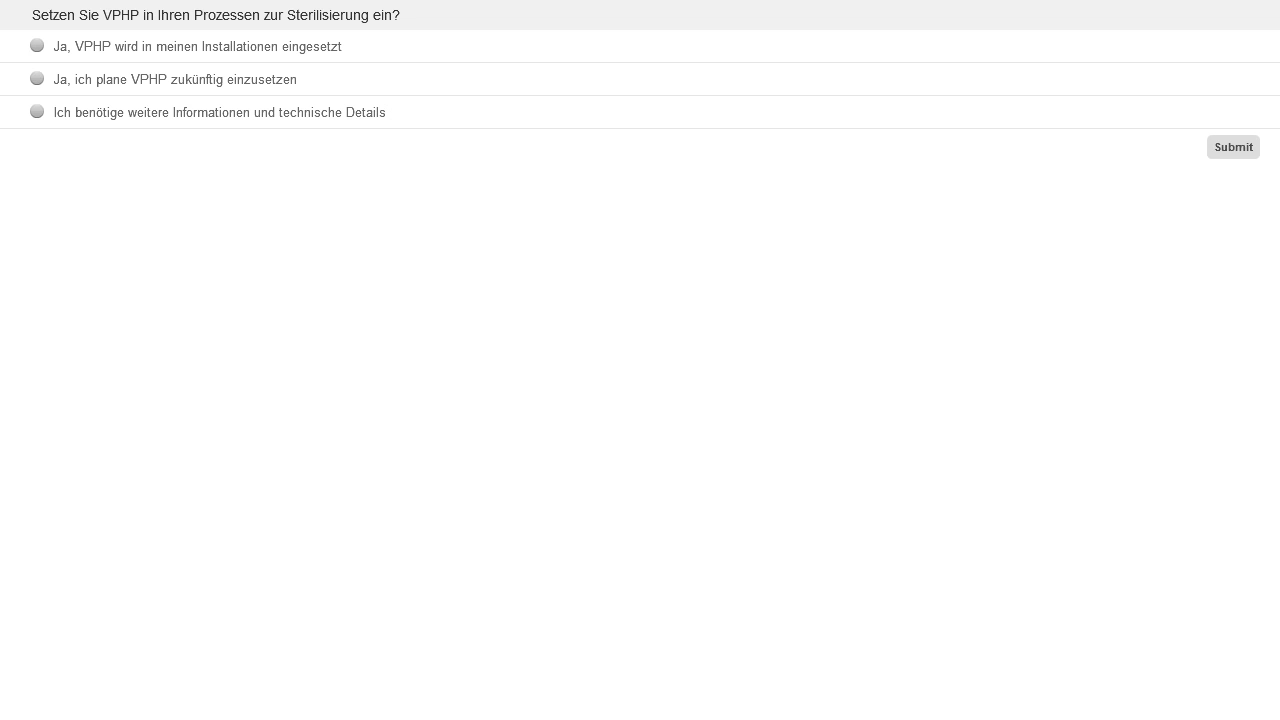 Setzen Sie VPHP in Ihren Prozessen zur Sterilisierung ein?
Ja, VPHP wird in meinen Installationen eingesetzt
Ja, ich plane VPHP zukünftig einzusetzen
Ich benötige weitere Informationen und technische Details
Submit